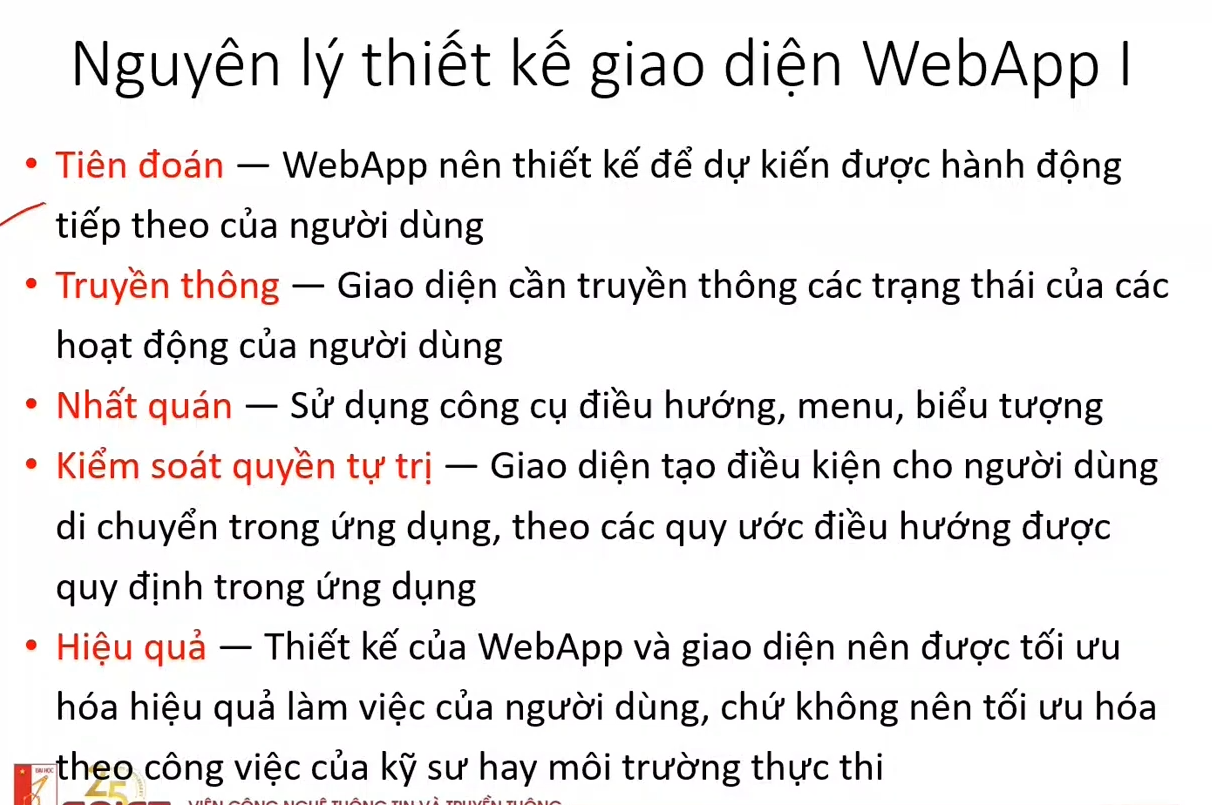 Nguyên lý thiết kế giao diện WebApp I
• Tiên đoán — WebApp nên thiết kế để dự kiến được hành động
tiếp theo của người dùng
• Truyền thông — Giao diện cần truyền thông các trạng thái của các
hoạt động của người dùng
• Nhất quán — Sử dụng công cụ điều hướng, menu, biểu tượng
• Kiểm soát quyền tự trị — Giao diện tạo điều kiện cho người dùng
di chuyển trong ứng dụng, theo các quy ước điều hướng được
quy định trong ứng dụng
• Hiệu quả — Thiết kế của WebApp và giao diện nên được tối ưu
hóa hiệu quả làm việc của người dùng, chứ không nên tối ưu hóa
theo công việc của kỹ sư hay môi trường thực thi
ĐẠI HỌC
25
VIỆN CÔNG NGHỆ THÔNG TIN VÀ TRUYỀN THÔNG